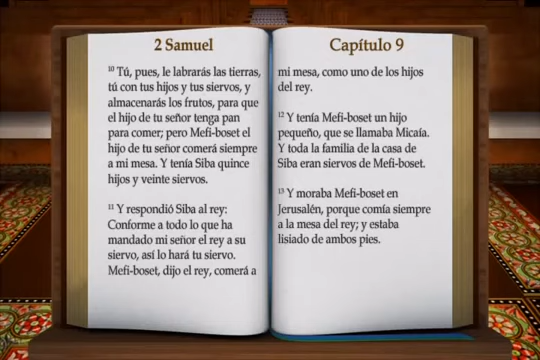 2 Samuel
¹⁰ Tú, pues, le labrarás las tierras,
tú con tus hijos y tus siervos, y
almacenarás los frutos, para que
el hijo de tu señor tenga pan
para comer; pero Mefi-boset el
hijo de tu señor comerá siempre
a mi mesa. Y tenía Siba quince
hijos y veinte siervos.
¹¹ Y respondió Siba al rey:
Conforme a todo lo que ha
mandado mi señor el rey a su
siervo, así lo hará tu siervo.
Mefi-boset, dijo el rey, comerá a
Capítulo 9
mi mesa, como uno de los hijos
del rey.
¹² Y tenía Mefi-boset un hijo
pequeño, que se llamaba Micaía.
Y toda la familia de la casa de
Siba eran siervos de Mefi-boset.
¹³ Y moraba Mefi-boset en
Jerusalén, porque comía siempre
a la mesa del rey; y estaba
lisiado de ambos pies.